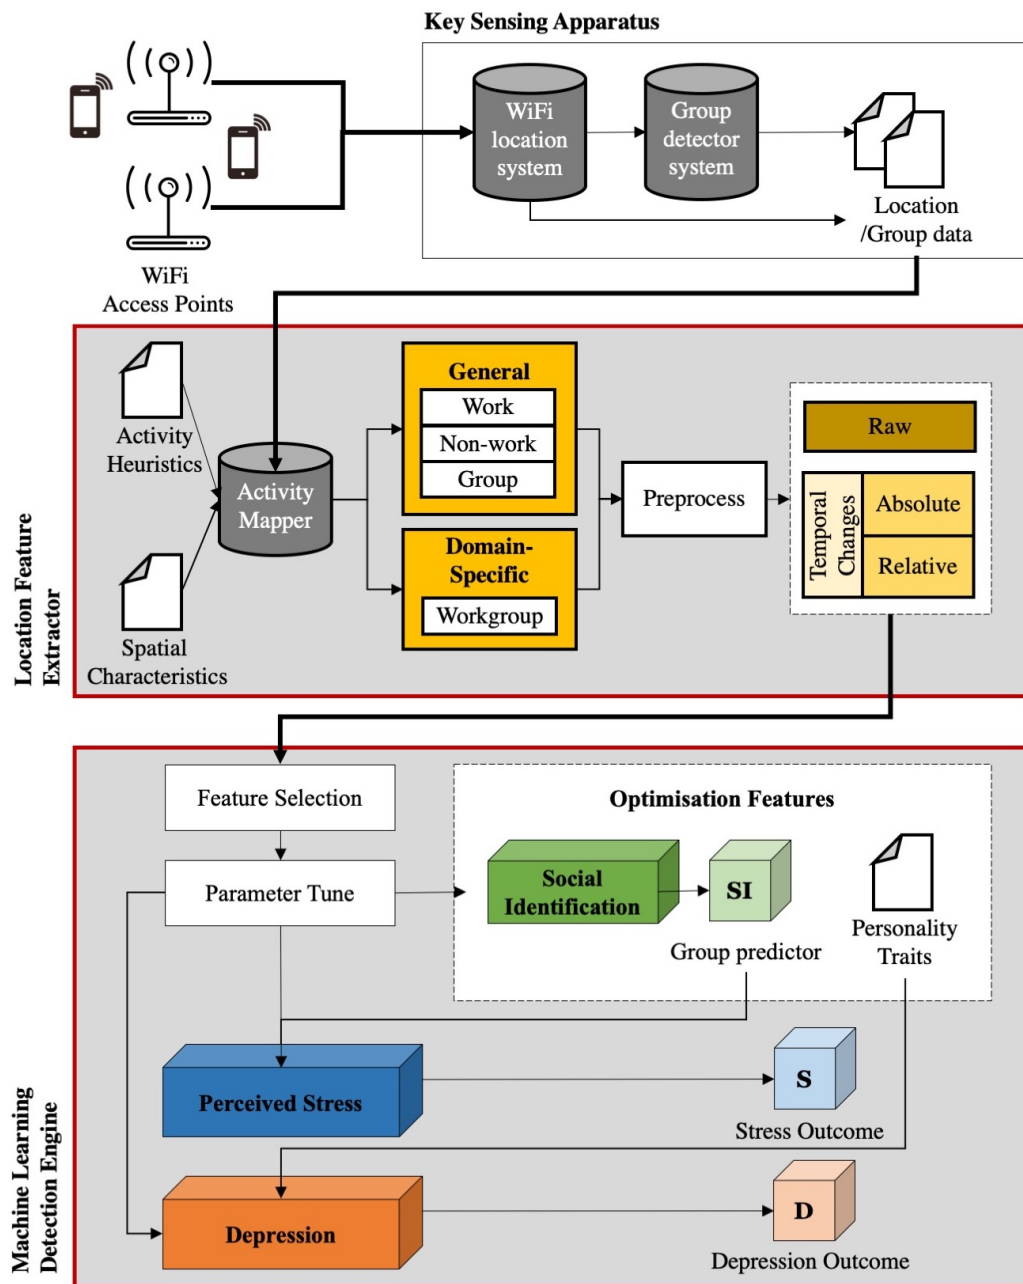 Key Sensing Apparatus
WiFi
location
system
Group
detector
system
Location
/Group data
WiFi
Access Points
Location Feature
Extractor
Activity
Heuristics
Spatial
Characteristics
Activity
Mapper
General
Work
Non-work
Group
Domain-
Specific
Workgroup
Preprocess
Raw
Temporal
Changes
Absolute
Relative
Machine Learning
Detection Engine
Feature Selection
Parameter Tune
Optimisation Features
Social
Identification
SI
Group predictor
Personality
Traits
Perceived Stress
S
Stress Outcome
Depression
D
Depression Outcome